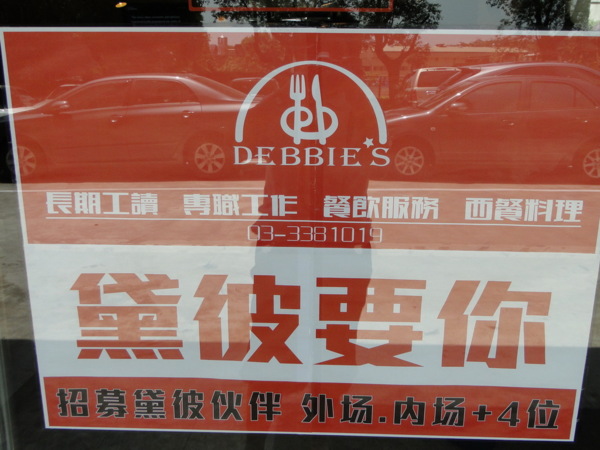 DEBBIE'S
長期工讀 專職工作 餐飲服務 西餐料理
03-3381019
黛彼要你
招募黛彼伙伴 外场.內场+4位